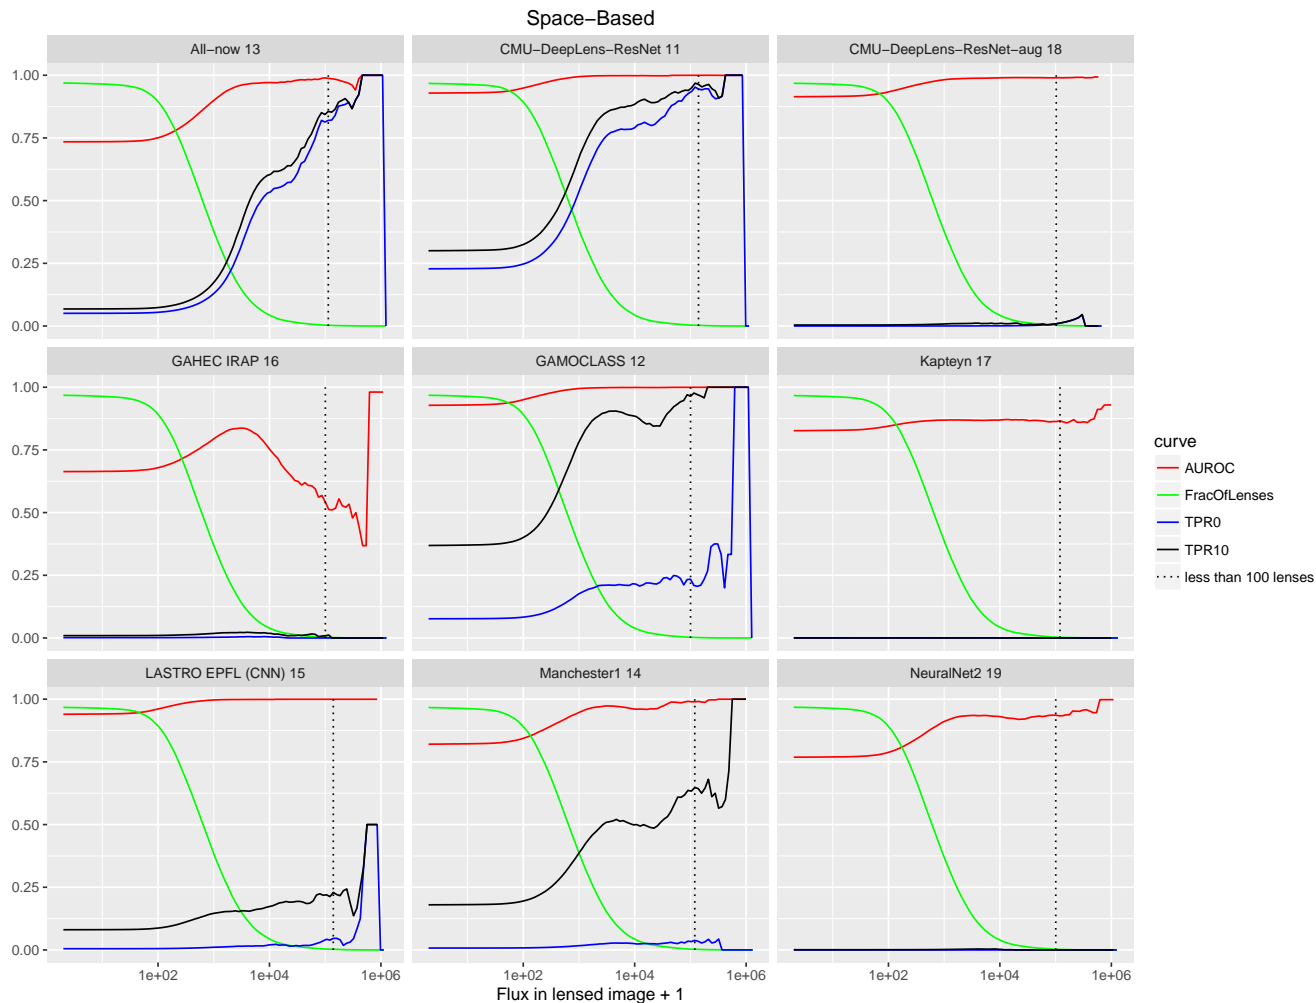 Space−Based
All−now 13
CMU−DeepLens−ResNet 11
CMU−DeepLens−ResNet−aug 18
1.00
0.75
0.50
0.25
0.00
GAHEC IRAP 16
GAMOCLASS 12
Kapteyn 17
1.00
0.75
0.50
0.25
0.00
LASTRO EPFL (CNN) 15
Manchester1 14
NeuralNet2 19
1.00
0.75
0.50
0.25
0.00
1e+02 1e+04 1e+06 1e+02 1e+04 1e+06 1e+02 1e+04 1e+06
Flux in lensed image + 1
curve
AUROC
FracOfLenses
TPR0
TPR10
less than 100 lenses